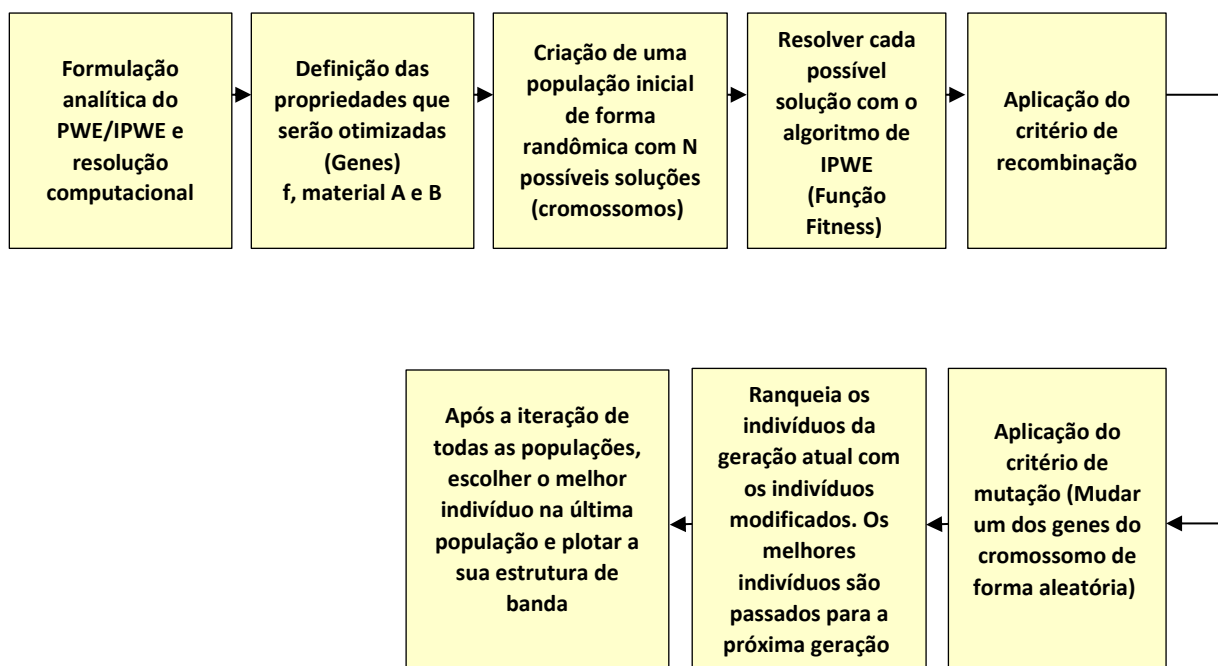 Formulação
analítica do
PWE/IPWE e
resolução
computacional
Definição das
propriedades que
serão otimizadas
(Genes)
f, material A e B
Criação de uma
população inicial
de forma
randômica com N
possíveis soluções
(cromossomos)
Resolver cada
possível
solução com o
algoritmo de
IPWE
(Função
Fitness)
Aplicação do
critério de
recombinação
Aplicação do
critério de
mutação (Mudar
um dos genes do
cromossomo de
forma aleatória)
Ranqueia os
indivíduos da
geração atual com
os indivíduos
modificados. Os
melhores
indivíduos são
passados para a
próxima geração
Após a iteração de
todas as populações,
escolher o melhor
indivíduo na última
população e plotar a
sua estrutura de
banda